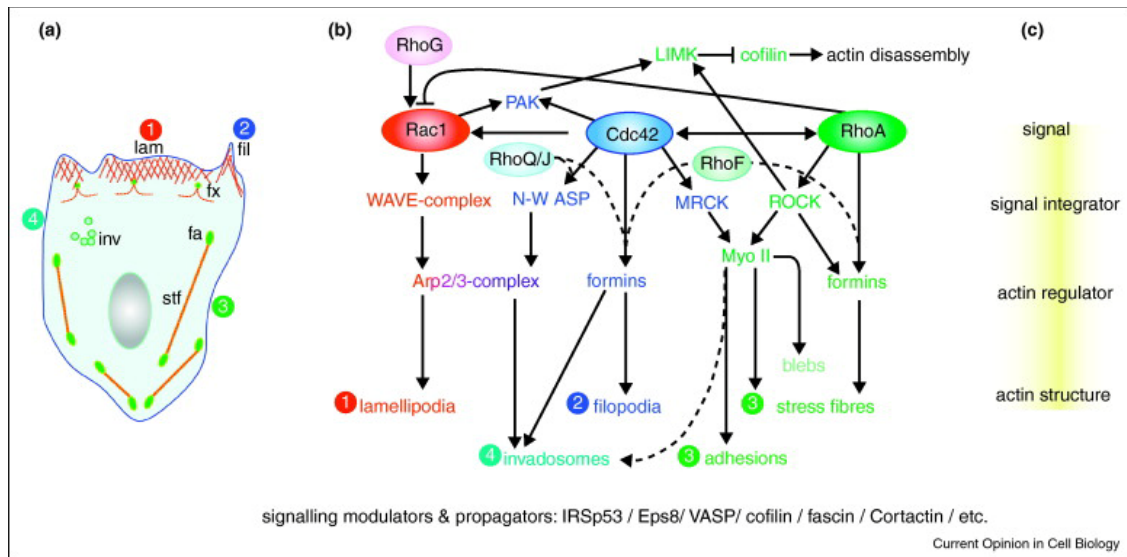 (a)
(b)
(c)
RhoG
LIMK
cofilin
actin disassembly
PAK
1
2
lam
fil
Rac1
Cdc42
RhoA
signal
RhoQ/J
RhoF
fx
4
WAVE-complex
N-W ASP
MRCK
ROCK
signal integrator
inv
fa
Myo II
Arp2/3-complex
formins
formins
actin regulator
stf
3
blebs
1 lamellipodia
2 filopodia
3 stress fibres
actin structure
4 invadosomes
3 adhesions
signalling modulators & propagators: IRSp53 / Eps8/ VASP/ cofilin / fascin / Cortactin / etc.
Current Opinion in Cell Biology